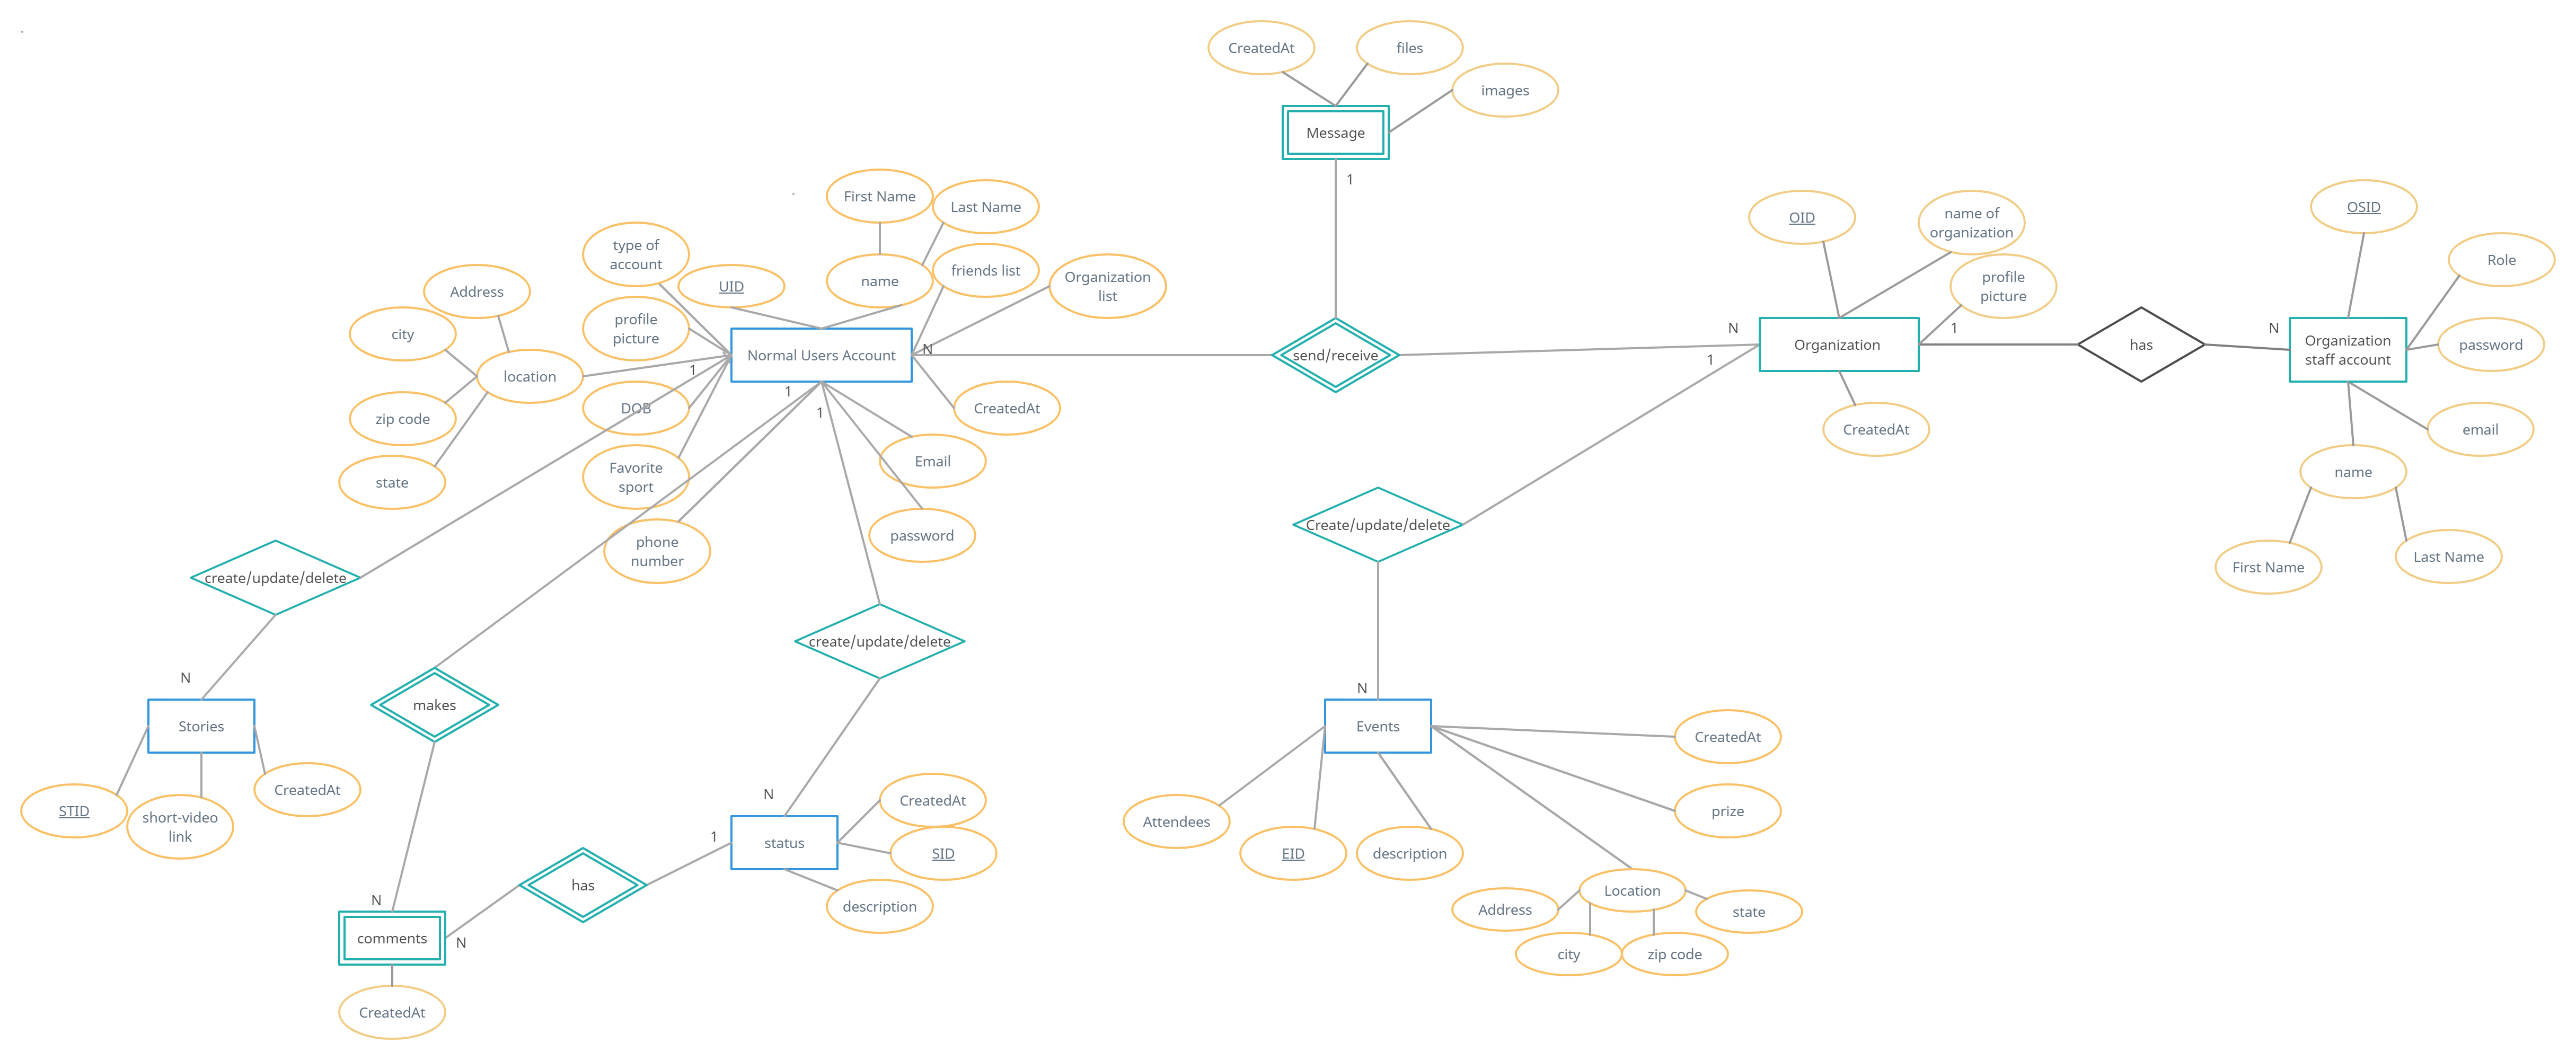 CreatedAt
files
images
Message
1
First Name
Last Name
type of
account
UID
name
friends list
Organization
list
Address
profile
picture
city
Normal Users Account
N
location
1
1
1
DOB
zip code
state
Favorite
sport
phone
number
CreatedAt
Email
password
send/receive
N
1
OID
name of
organization
profile
picture
Organization
1
CreatedAt
has
N
OSID
Role
Organization
staff account
password
email
name
First Name
Last Name
Create/update/delete
create/update/delete
create/update/delete
N
Stories
STID
short-video
link
CreatedAt
makes
N
comments
N
CreatedAt
has
1
N
status
CreatedAt
SID
description
N
Events
Attendees
EID
description
CreatedAt
prize
Location
Address
city
zip code
state